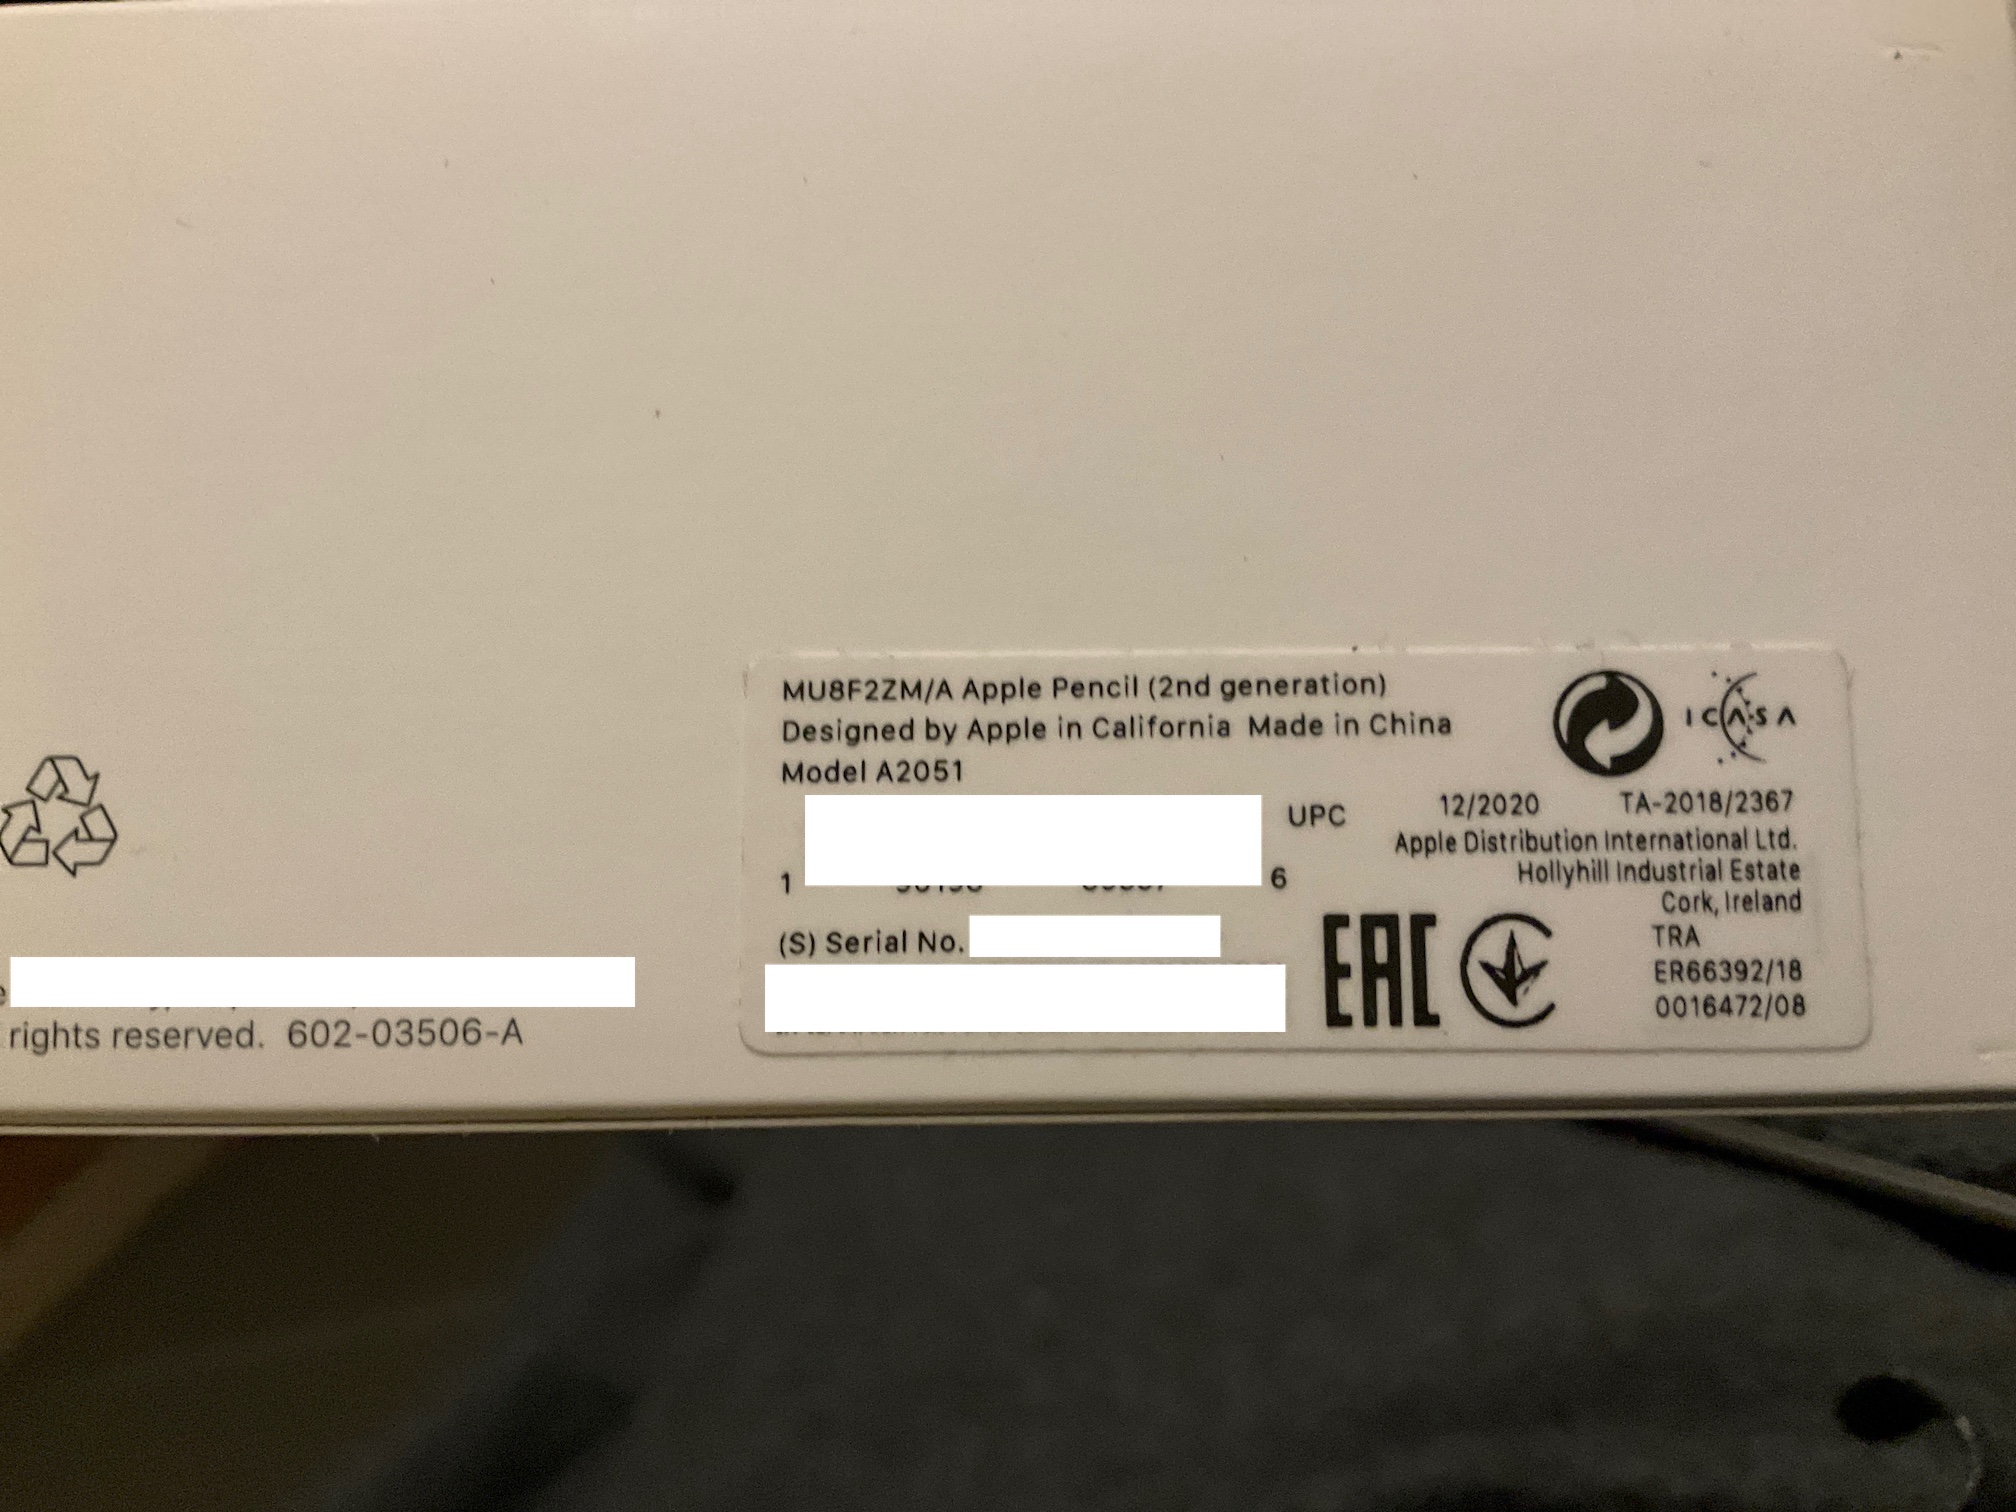 MU8F2ZM/A Apple Pencil (2nd generation)
Designed by Apple in California Made in China
Model A2051
ICASA
UPC
12/2020
TA-2018/2367
Apple Distribution International Ltd.
Hollyhill Industrial Estate
Cork, Ireland
1
6
(S) Serial No.
EAC
TRA
ER66392/18
0016472/08
rights reserved. 602-03506-A